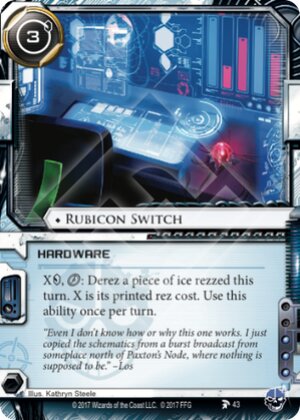 3
♦ RUBICON SWITCH
HARDWARE
X, : Derez a piece of ice rezzed this
turn. X is its printed rez cost. Use this
ability once per turn.
"Even I don't know how or why this one works. I just
copied the schematics from a burst broadcast from
someplace north of Paxton's Node, where nothing is
supposed to be." –Los
Illus. Kathryn Steele
©2017 Wizards of the Coast LLC. ©2017 FFG
43